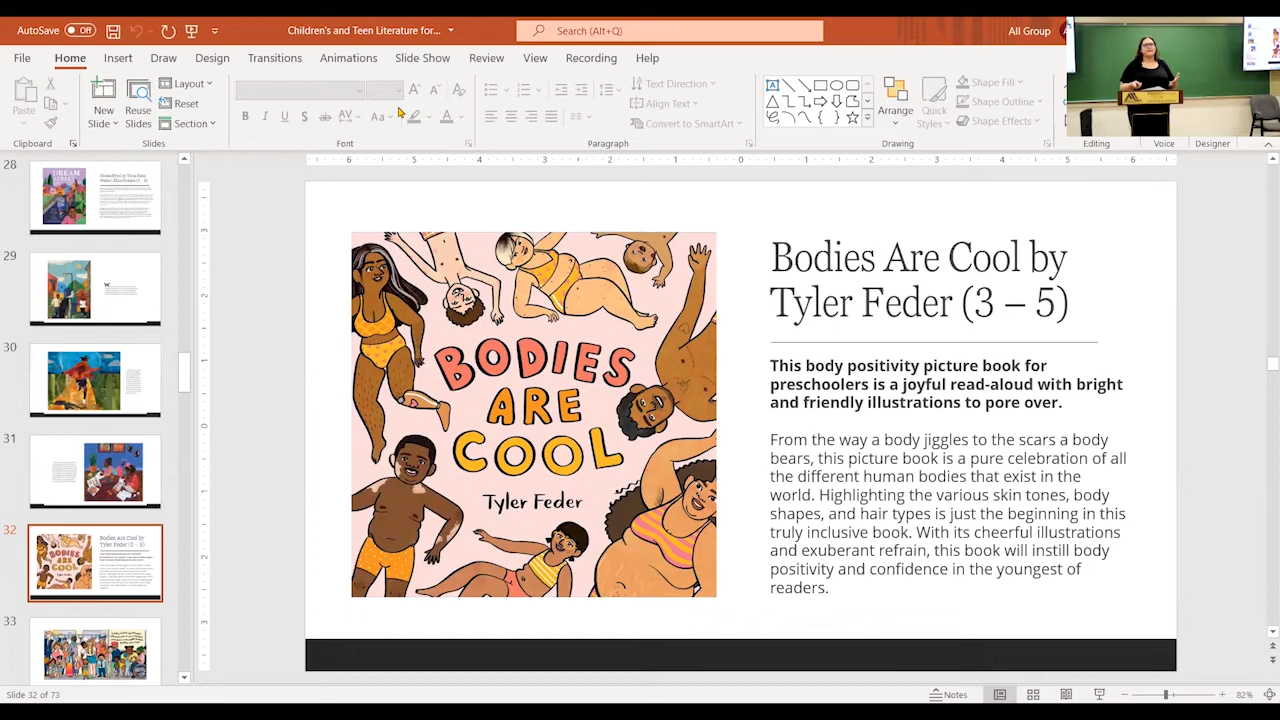 AutoSave Off
Children's and Teen Literature for...
Search (Alt+Q)
All Group
File Home Insert Draw Design Transitions Animations Slide Show Review View Recording Help
Paste
New Slide
Reuse Slides
Layout
Reset
Section
Text Direction
Align Text
Convert to SmartArt
Arrange
Quick Styles
Shape Fill
Shape Outline
Shape Effects
Clipboard Slides Font Paragraph Drawing Editing Voice Designer
28
29
30
31
32
33
BODIES
ARE
COOL
Tyler Feder
Bodies Are Cool by
Tyler Feder (3 – 5)
This body positivity picture book for
preschoolers is a joyful read-aloud with bright
and friendly illustrations to pore over.
From the way a body jiggles to the scars a body
bears, this picture book is a pure celebration of all
the different human bodies that exist in the
world. Highlighting the various skin tones, body
shapes, and hair types is just the beginning in this
truly inclusive book. With its cheerful illustrations
and exuberant refrain, this book will instill body
positivity and confidence in the youngest of
readers.
Slide 32 of 73
Notes
82%